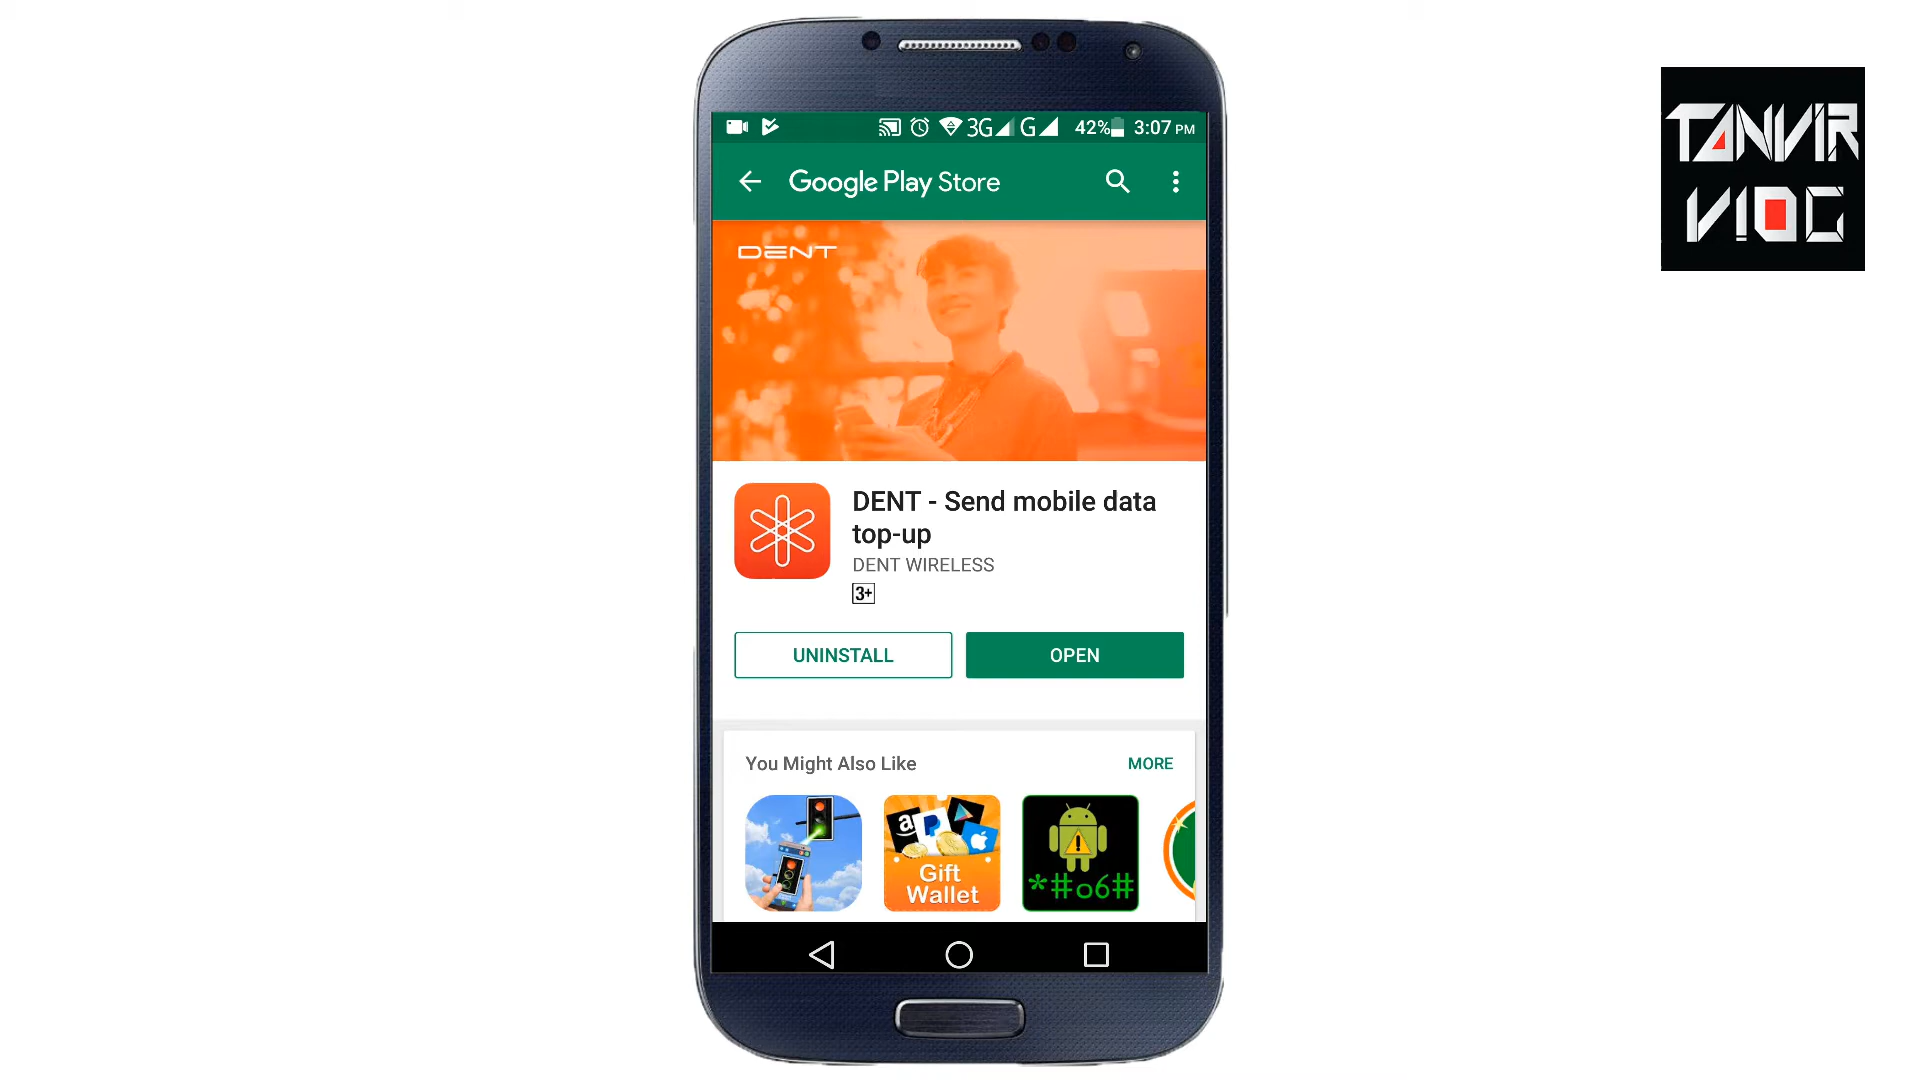 3G G 42% 3:07 PM
TANVIR
VlOG
Google Play Store
DENT
DENT - Send mobile data
top-up
DENT WIRELESS
3+
UNINSTALL
OPEN
You Might Also Like
MORE
a
Gift
Wallet
*#06#